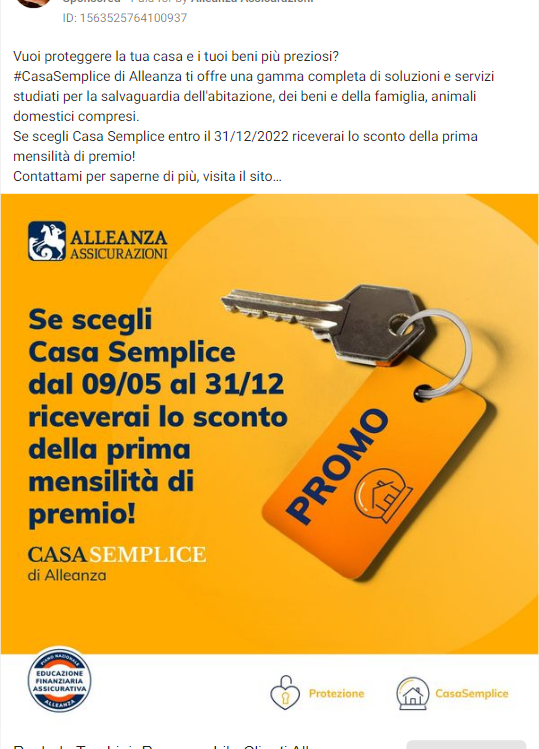 ID: 1563525764100937
Vuoi proteggere la tua casa e i tuoi beni più preziosi?
#CasaSemplice di Alleanza ti offre una gamma completa di soluzioni e servizi
studiati per la salvaguardia dell'abitazione, dei beni e della famiglia, animali
domestici compresi.
Se scegli Casa Semplice entro il 31/12/2022 riceverai lo sconto della prima
mensilità di premio!
Contattami per saperne di più, visita il sito...
ALLEANZA
ASSICURAZIONI
Se scegli
Casa Semplice
dal 09/05 al 31/12
riceverai lo sconto
della prima
mensilità di
premio!
PROMO
CASA SEMPLICE
di Alleanza
PIANO NAZIONALE
EDUCAZIONE
FINANZIARIA
ASSICURATIVA
ALLEANZA
Protezione
CasaSemplice